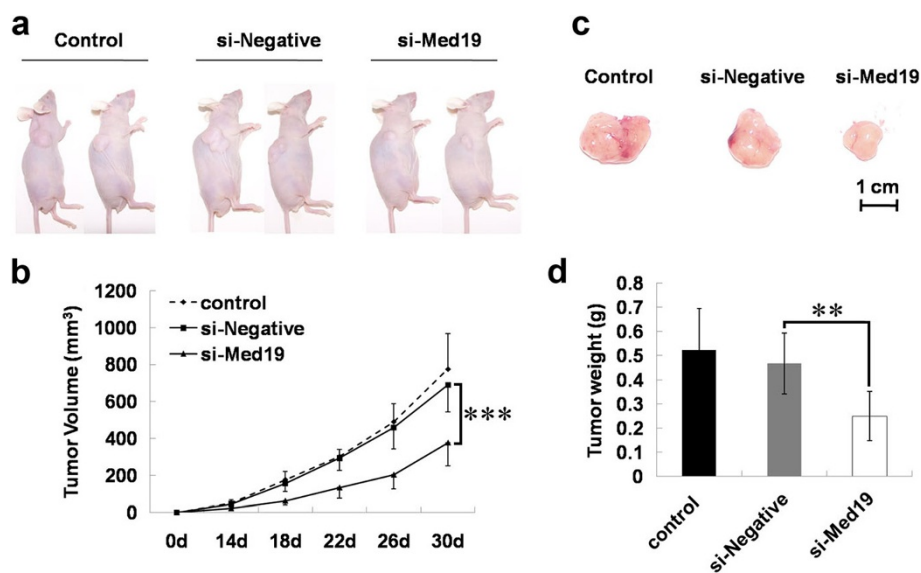 a
Control si-Negative si-Med19
c
Control si-Negative si-Med19
1 cm
b
Tumor Volume (mm³)
1200
1000
800
600
400
200
0
control
si-Negative
si-Med19
***
0d 14d 18d 22d 26d 30d
d
Tumor weight (g)
0.8
0.7
0.6
0.5
0.4
0.3
0.2
0.1
0
**
control si-Negative si-Med19